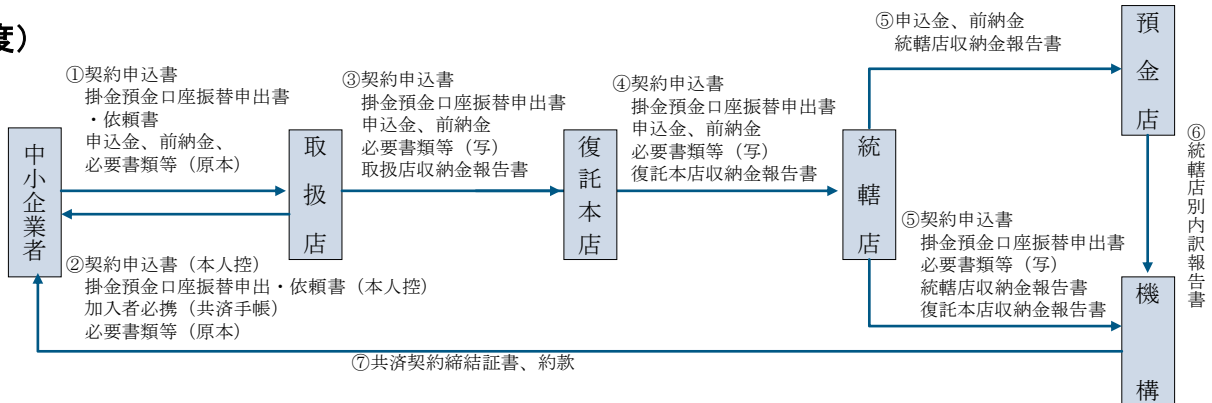 度）
①契約申込書
掛金預金口座振替申出書
・依頼書
申込金、前納金、
必要書類等（原本）
中小企業者
②契約申込書（本人控）
掛金預金口座振替申出・依頼書（本人控）
加入者必携（共済手帳）
必要書類等（原本）
取扱店
③契約申込書
掛金預金口座振替申出書
申込金、前納金
必要書類等（写）
取扱店収納金報告書
復託本店
④契約申込書
掛金預金口座振替申出書
申込金、前納金
必要書類等（写）
復託本店収納金報告書
統轄店
⑤申込金、前納金
統轄店収納金報告書
預金店
⑤契約申込書
掛金預金口座振替申出書
必要書類等（写）
統轄店収納金報告書
復託本店収納金報告書
⑥統轄店別内訳報告書
機構
⑦共済契約締結証書、約款